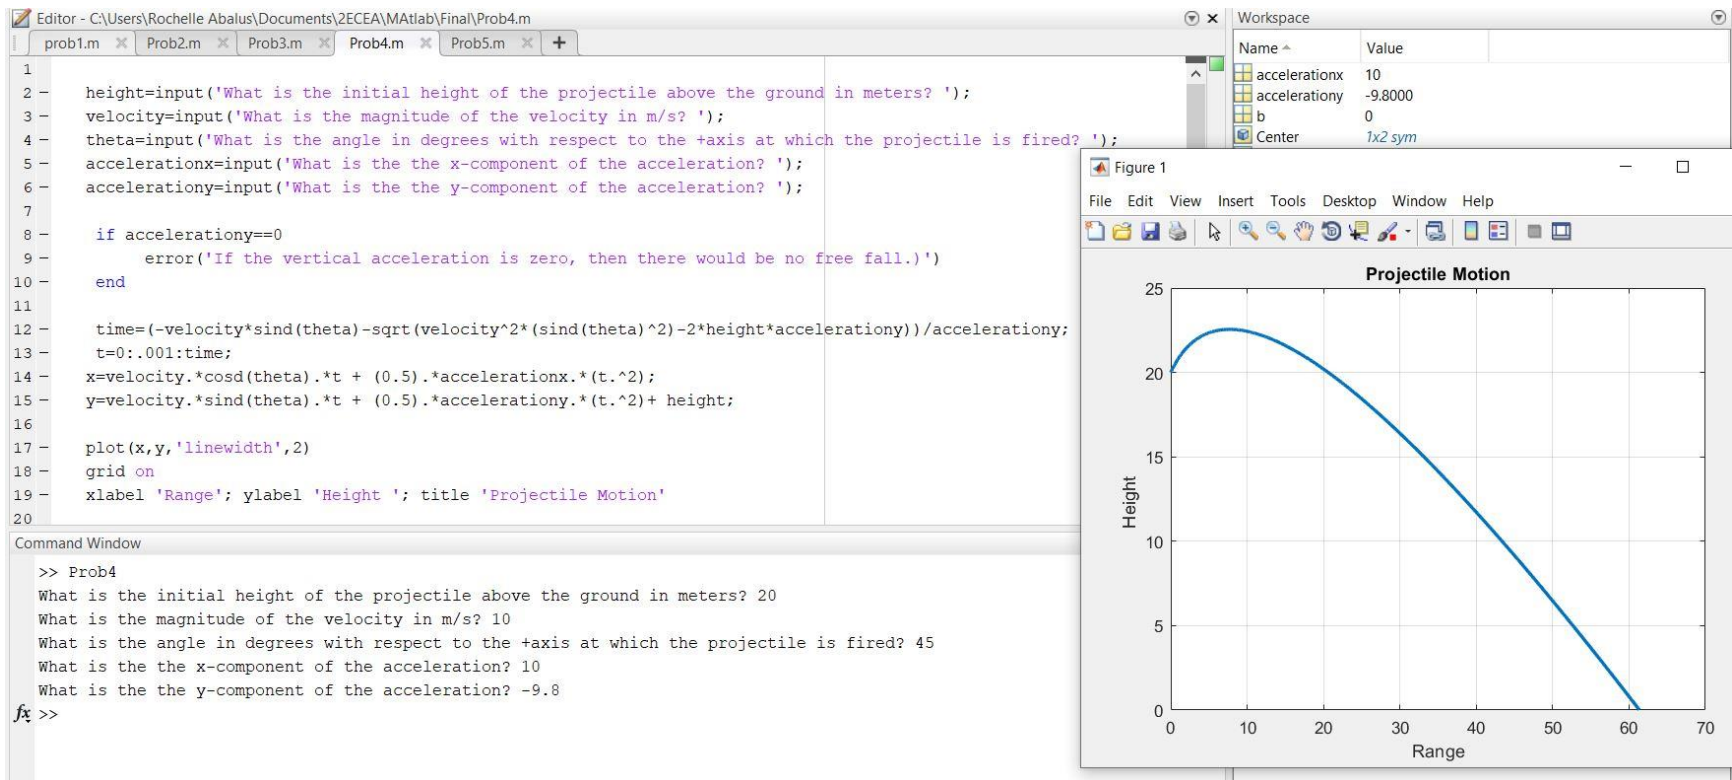 Editor - C:\Users\Rochelle Abalus\Documents\2ECEA\MAtlab\Final\Prob4.m
prob1.m Prob2.m Prob3.m Prob4.m Prob5.m +
1
2 – height=input('What is the initial height of the projectile above the ground in meters? ');
3 – velocity=input('What is the magnitude of the velocity in m/s? ');
4 – theta=input('What is the angle in degrees with respect to the +axis at which the projectile is fired? ');
5 – accelerationx=input('What is the the x-component of the acceleration? ');
6 – accelerationy=input('What is the the y-component of the acceleration? ');
7
8 – if accelerationy==0
9 – error('If the vertical acceleration is zero, then there would be no free fall.)')
10 – end
11
12 – time=(-velocity*sind(theta)-sqrt(velocity^2*(sind(theta)^2)-2*height*accelerationy))/accelerationy;
13 – t=0:.001:time;
14 – x=velocity.*cosd(theta).*t + (0.5).*accelerationx.*(t.^2);
15 – y=velocity.*sind(theta).*t + (0.5).*accelerationy.*(t.^2)+ height;
16
17 – plot(x,y,'linewidth',2)
18 – grid on
19 – xlabel 'Range'; ylabel 'Height '; title 'Projectile Motion'
20
Command Window
>> Prob4
What is the initial height of the projectile above the ground in meters? 20
What is the magnitude of the velocity in m/s? 10
What is the angle in degrees with respect to the +axis at which the projectile is fired? 45
What is the the x-component of the acceleration? 10
What is the the y-component of the acceleration? -9.8
fx >>
Workspace
Name Value
accelerationx 10
accelerationy -9.8000
b 0
Center 1x2 sym
Figure 1
File Edit View Insert Tools Desktop Window Help
Projectile Motion
25
20
15
10
5
0
Height
0 10 20 30 40 50 60 70
Range